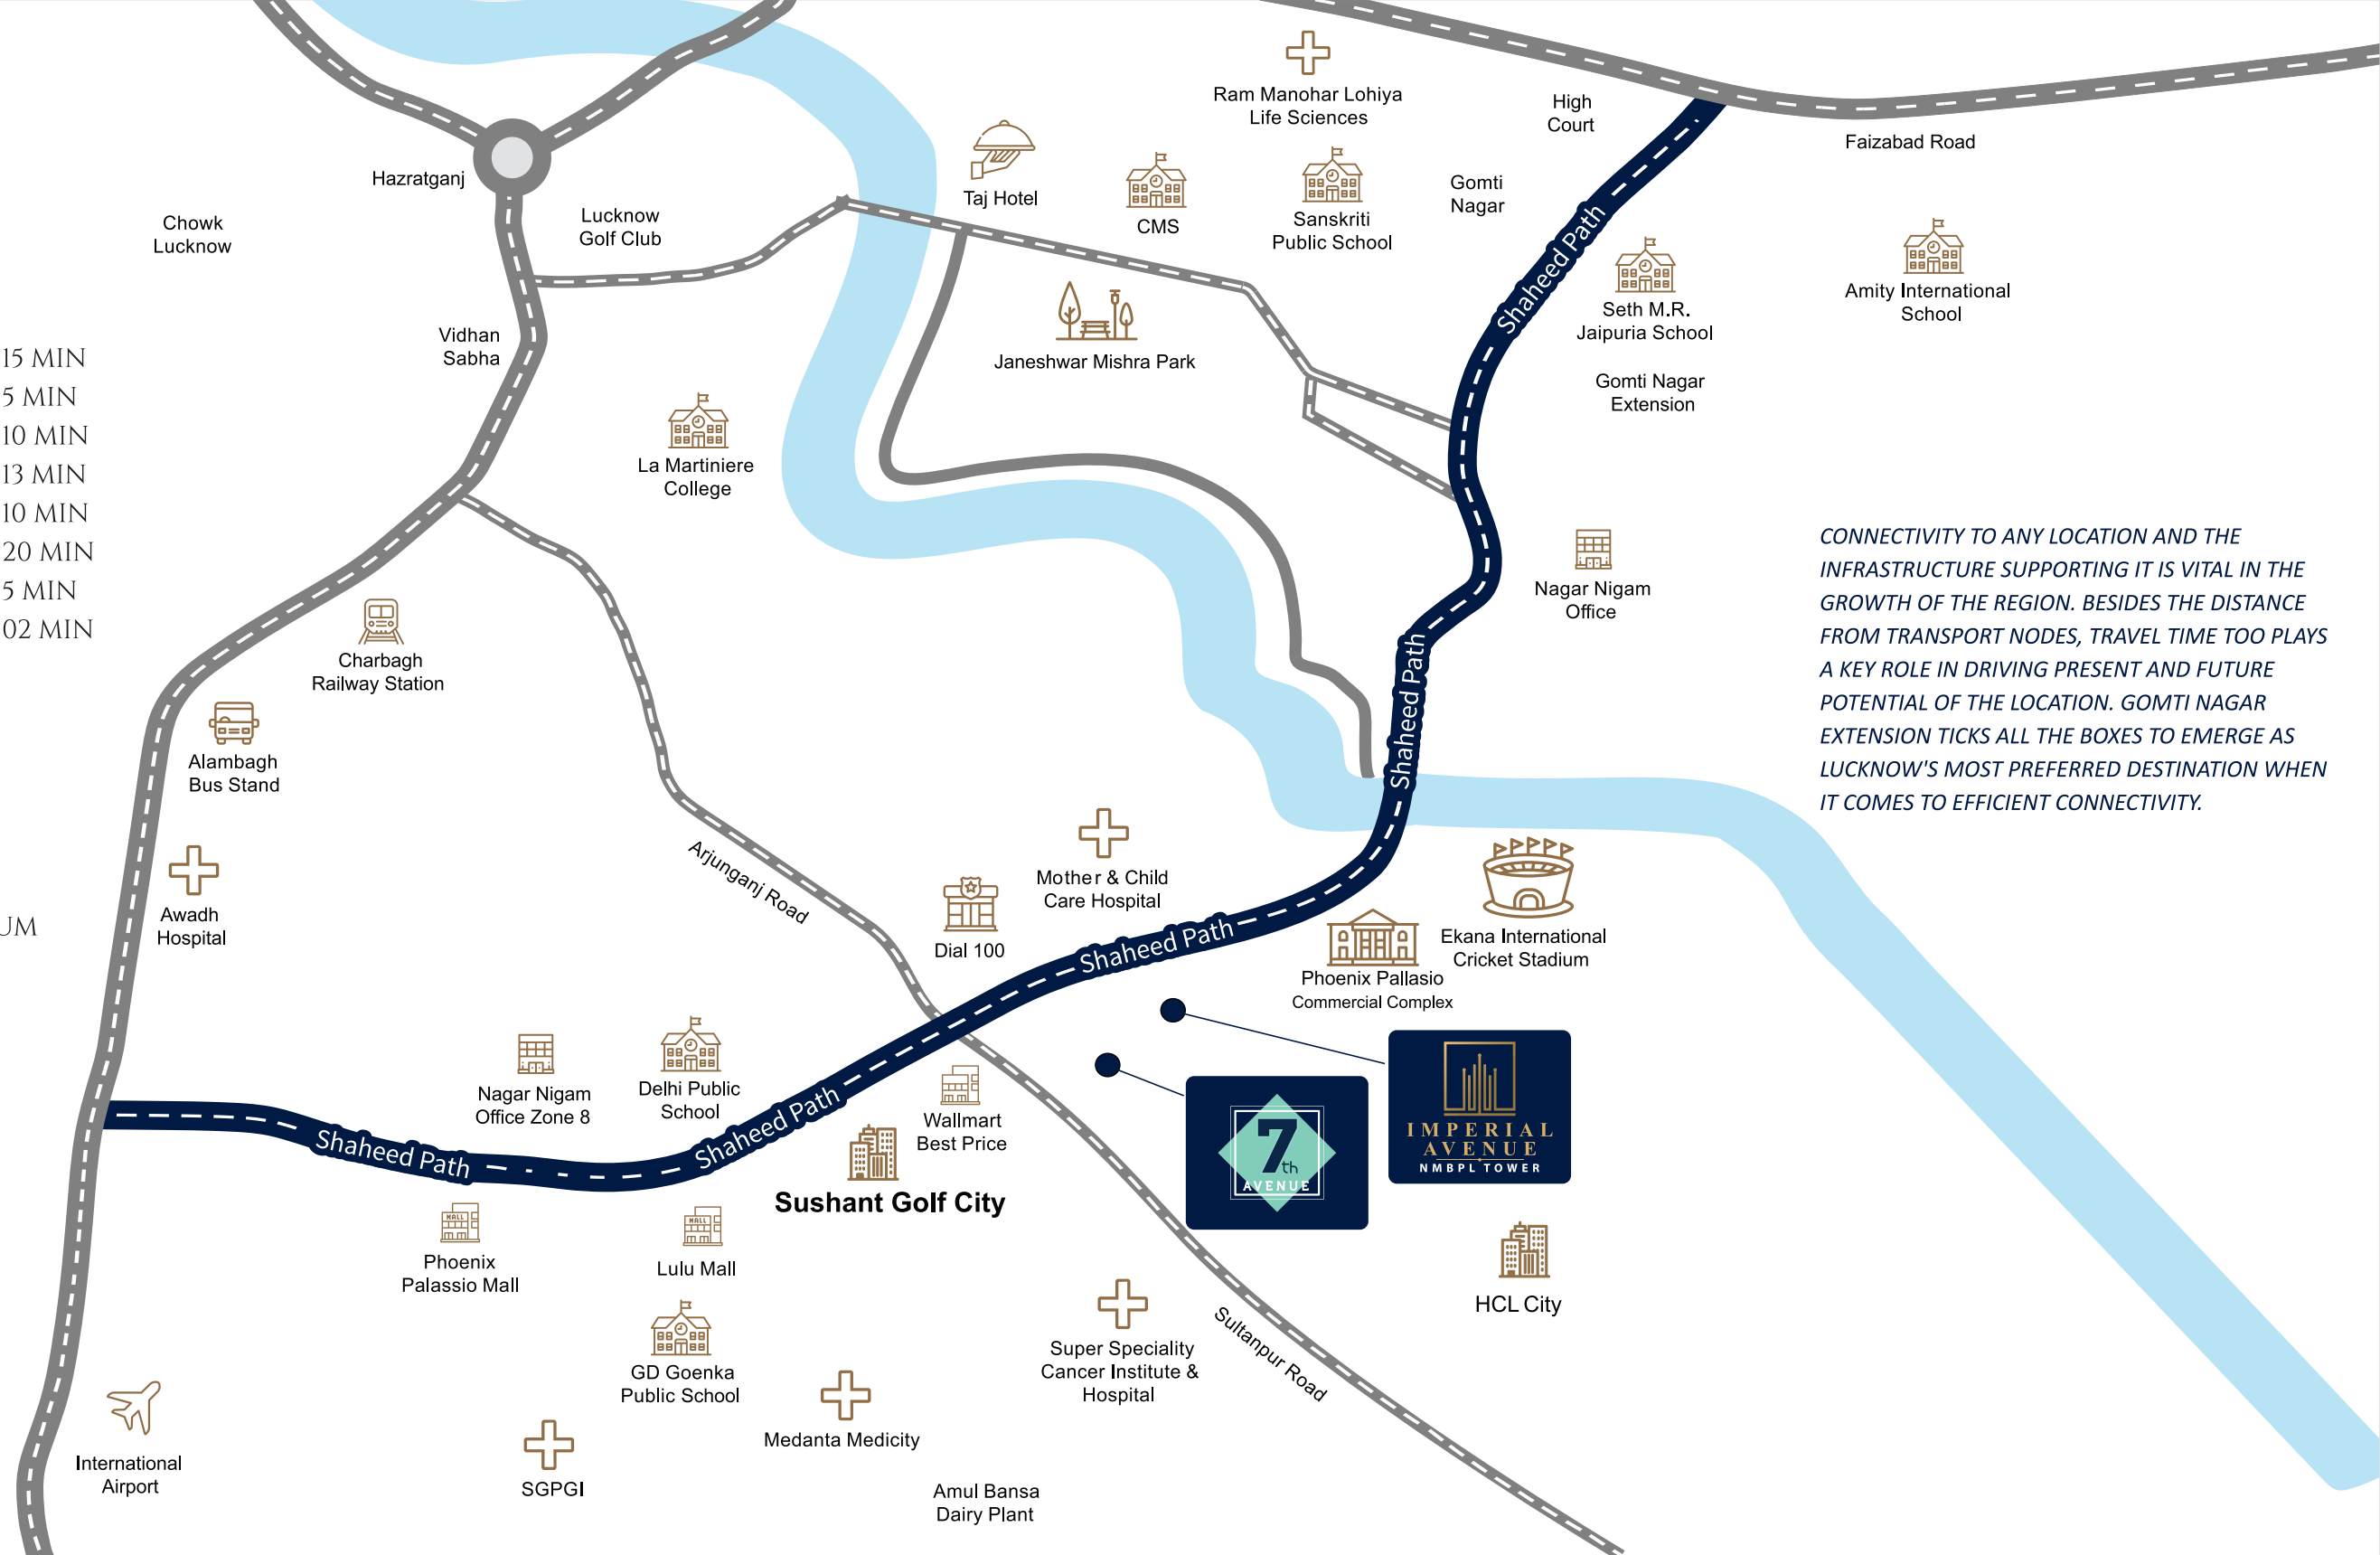 Ram Manohar Lohiya
Life Sciences
High
Court
Faizabad Road
Hazratganj
Taj Hotel
CMS
Sanskriti
Public School
Gomti
Nagar
Shaheed Path
Chowk
Lucknow
Lucknow
Golf Club
Seth M.R.
Jaipuria School
Amity International
School
Vidhan
Sabha
Janeshwar Mishra Park
Gomti Nagar
Extension
15 MIN
5 MIN
10 MIN
13 MIN
10 MIN
20 MIN
5 MIN
02 MIN
La Martiniere
College
Nagar Nigam
Office
CONNECTIVITY TO ANY LOCATION AND THE
INFRASTRUCTURE SUPPORTING IT IS VITAL IN THE
GROWTH OF THE REGION. BESIDES THE DISTANCE
FROM TRANSPORT NODES, TRAVEL TIME TOO PLAYS
A KEY ROLE IN DRIVING PRESENT AND FUTURE
POTENTIAL OF THE LOCATION. GOMTI NAGAR
EXTENSION TICKS ALL THE BOXES TO EMERGE AS
LUCKNOW'S MOST PREFERRED DESTINATION WHEN
IT COMES TO EFFICIENT CONNECTIVITY.
Charbagh
Railway Station
Shaheed Path
Alambagh
Bus Stand
Arjunganj Road
Mother & Child
Care Hospital
Awadh
Hospital
UM
Dial 100
Shaheed Path
Ekana International
Cricket Stadium
Phoenix Pallasio
Commercial Complex
Nagar Nigam
Office Zone 8
Delhi Public
School
Shaheed Path
Shaheed Path
Wallmart
Best Price
7th
AVENUE
IMPERIAL
AVENUE
NMBPL TOWER
Sushant Golf City
MALL
Phoenix
Palassio Mall
MALL
Lulu Mall
HCL City
GD Goenka
Public School
Super Speciality
Cancer Institute &
Hospital
Sultanpur Road
Medanta Medicity
International
Airport
SGPGI
Amul Bansa
Dairy Plant